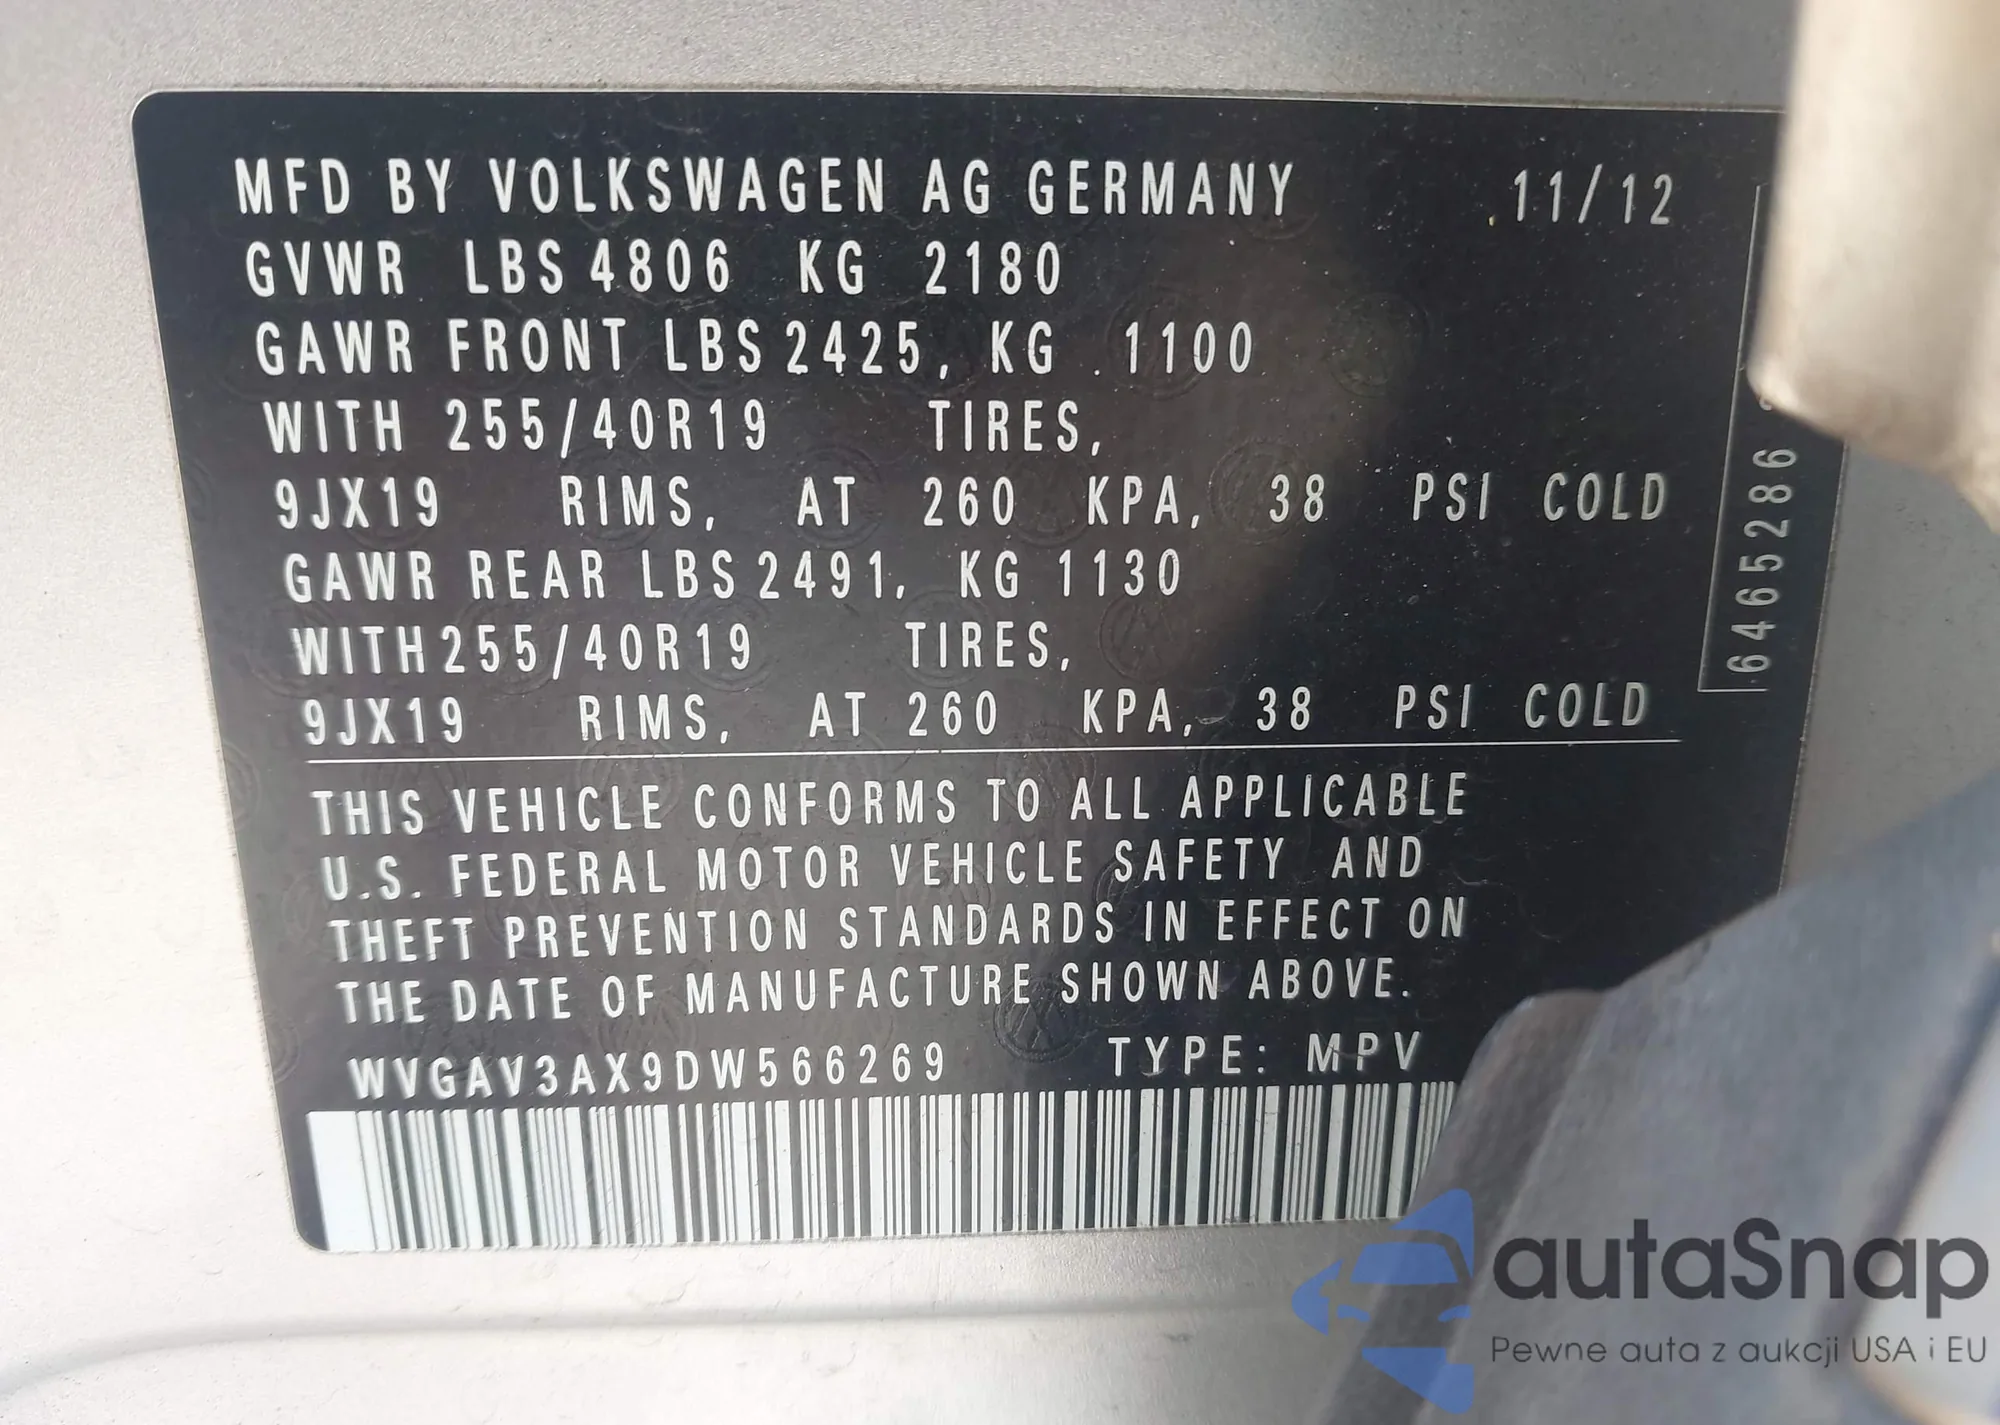 MFD BY VOLKSWAGEN AG GERMANY 11/12
GVWR LBS 4806 KG 2180
GAWR FRONT LBS 2425, KG 1100
WITH 255/40R19 TIRES,
9JX19 RIMS, AT 260 KPA, 38 PSI COLD
GAWR REAR LBS 2491, KG 1130
WITH 255/40R19 TIRES,
9JX19 RIMS, AT 260 KPA, 38 PSI COLD
6465286
THIS VEHICLE CONFORMS TO ALL APPLICABLE
U.S. FEDERAL MOTOR VEHICLE SAFETY AND
THEFT PREVENTION STANDARDS IN EFFECT ON
THE DATE OF MANUFACTURE SHOWN ABOVE.
WVGAV3AX9DW566269 TYPE: MPV
autaSnap
Pewne auta z aukcji USA i EU